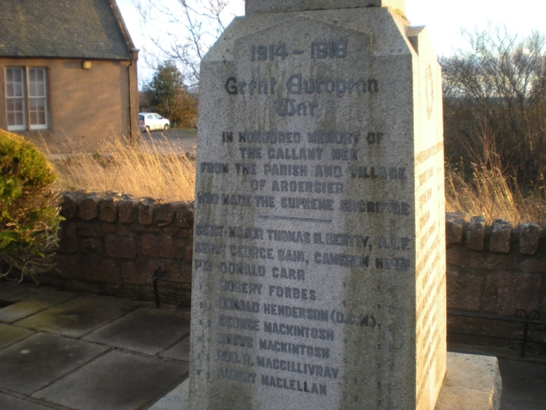 1914 - 1918
Great European
War
IN HONOURED MEMORY OF
THE GALLANT MEN
FROM THE PARISH AND VILLAGE
OF ARDERSIER
WHO MADE THE SUPREME SACRIFICE
MAJOR THOMAS
GEORGE BAIN, CAMERON
DONALD CARR
ROBERT FORBES
DONALD HENDERSON (D.C.M.),
GEORGE MACKINTOSH
MACKINTOSH
R. MACGILLIVRAY
ALBERT MACLELLAN